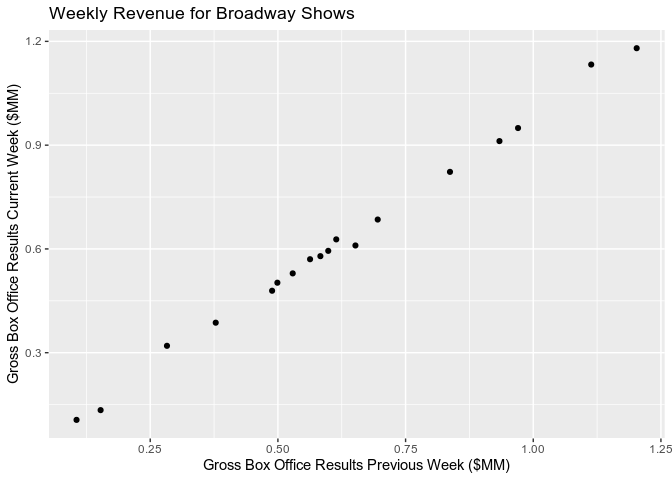 Weekly Revenue for Broadway Shows
1.2
0.9
0.6
0.3
Gross Box Office Results Current Week ($MM)
0.25 0.50 0.75 1.00 1.25
Gross Box Office Results Previous Week ($MM)